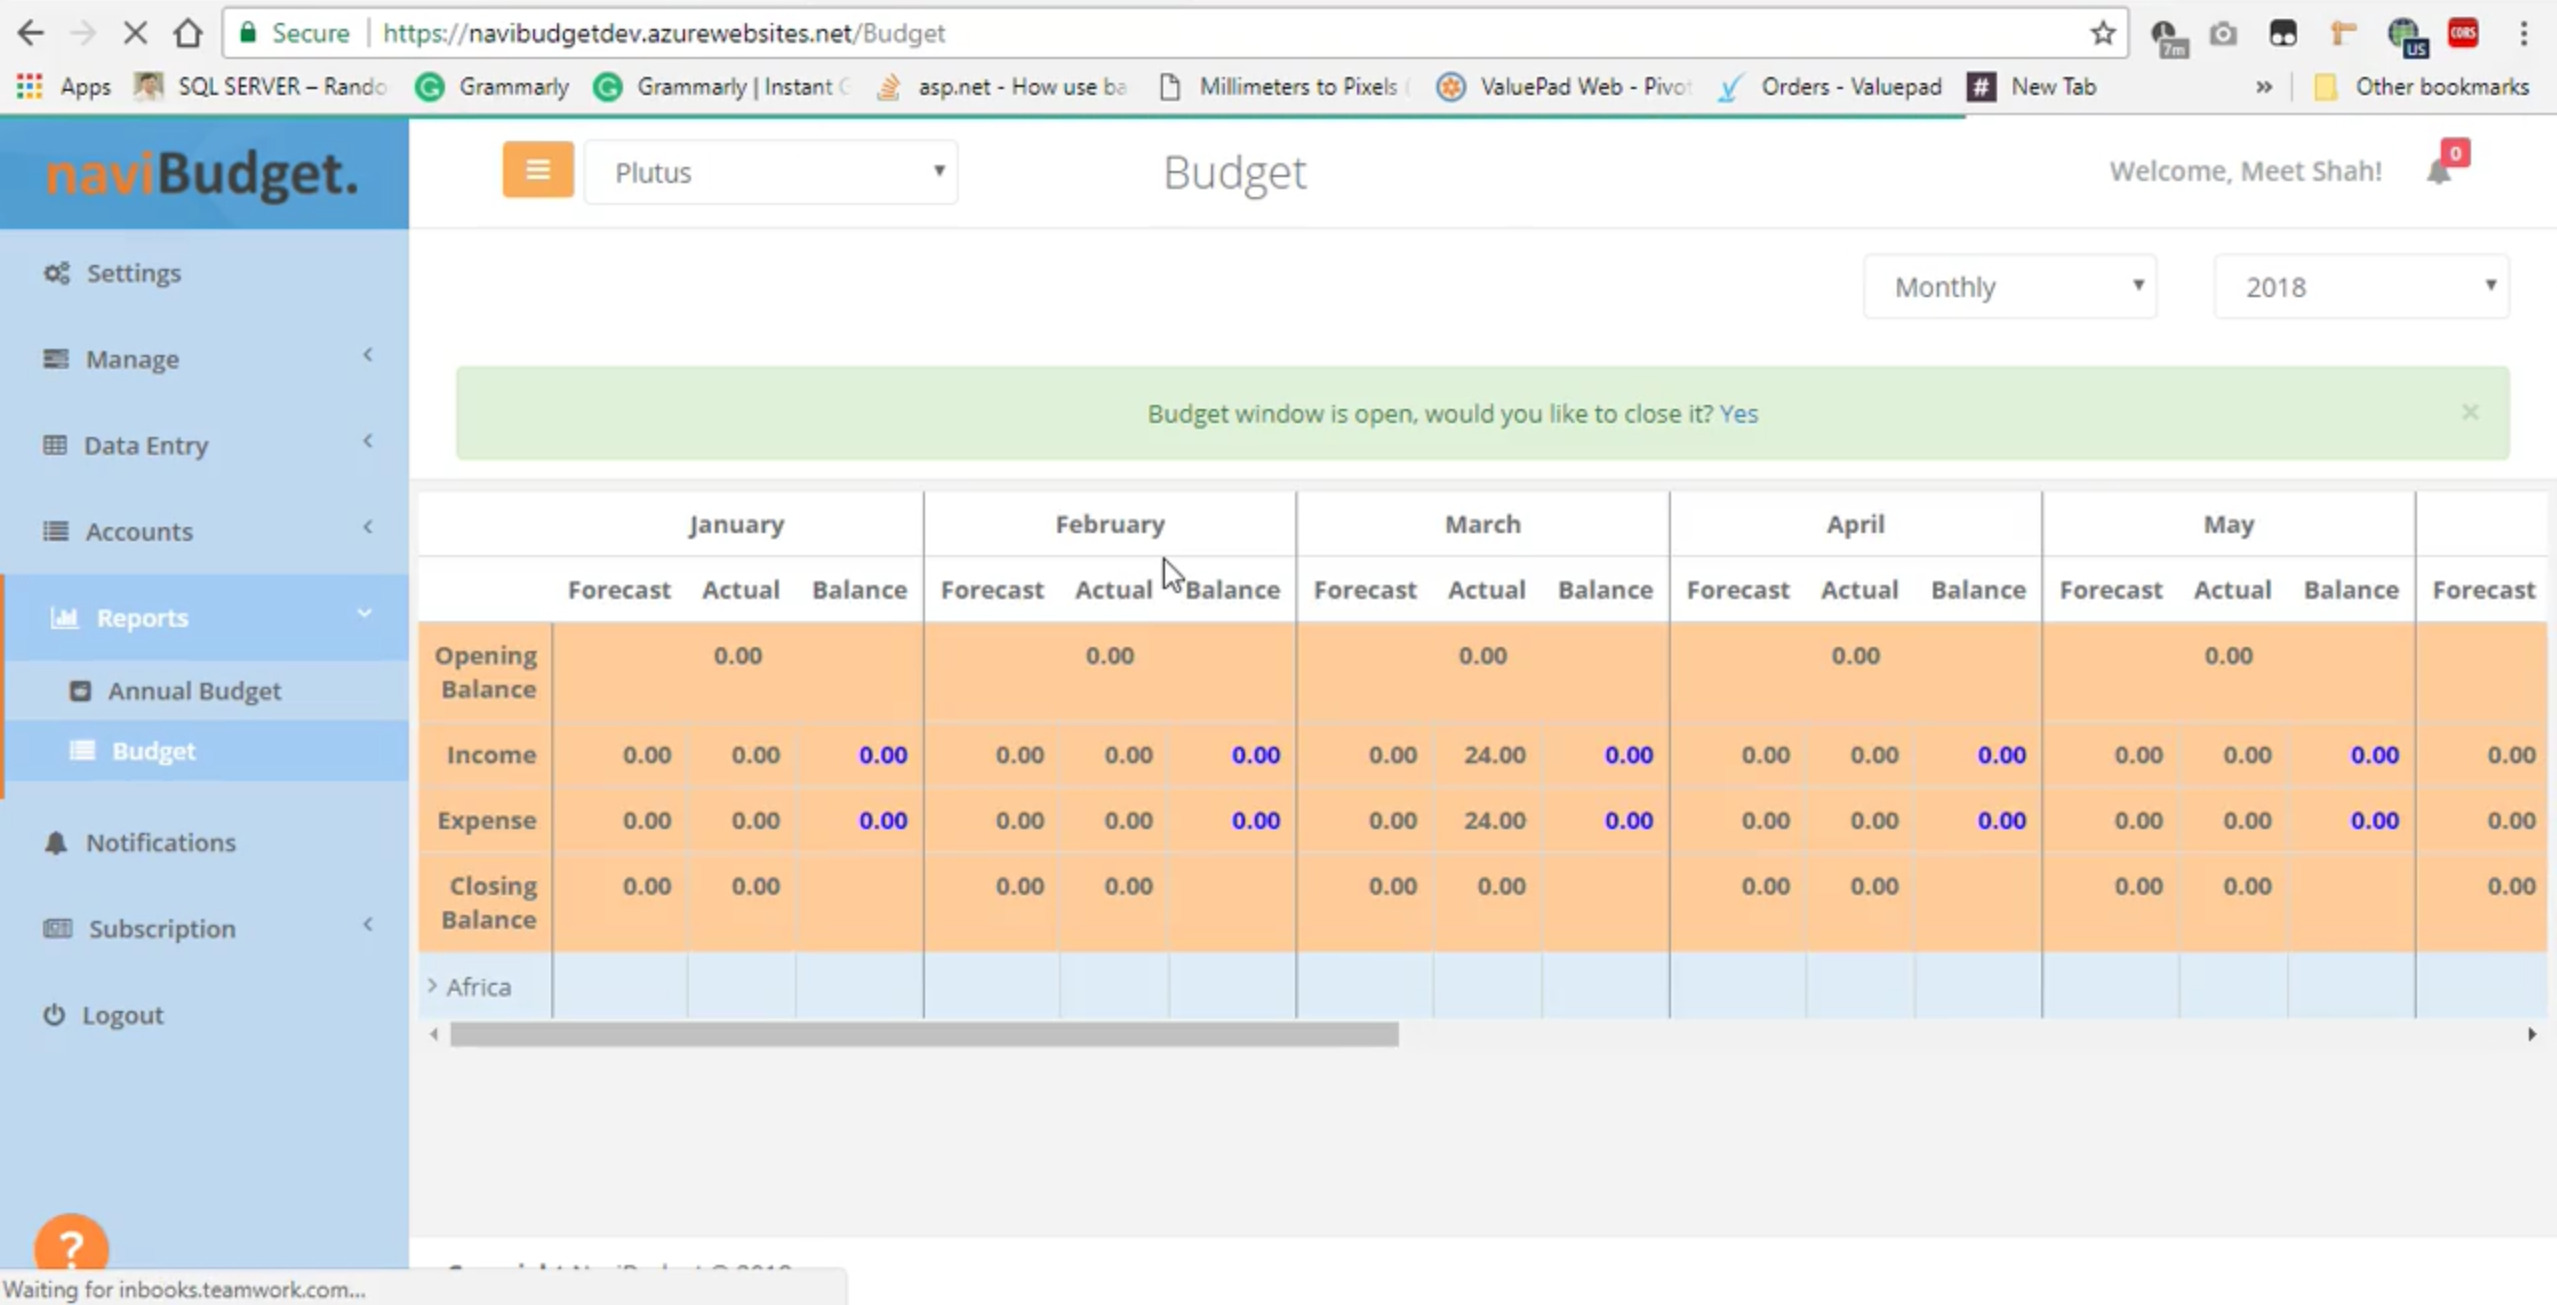 Secure https://navibudgetdev.azurewebsites.net/Budget
7m US CORS
Apps SQL SERVER – Rando Grammarly Grammarly | Instant G asp.net - How use ba Millimeters to Pixels ValuePad Web - Pivot Orders - Valuepad # New Tab » Other bookmarks
naviBudget. Plutus Budget Welcome, Meet Shah! 0
Settings
Manage
Data Entry
Accounts
Reports
Annual Budget
Budget
Notifications
Subscription
Logout
?
Monthly 2018
Budget window is open, would you like to close it? Yes ×
January February March April May
Forecast Actual Balance Forecast Actual Balance Forecast Actual Balance Forecast Actual Balance Forecast Actual Balance Forecast
Opening Balance 0.00 0.00 0.00 0.00 0.00
Income 0.00 0.00 0.00 0.00 0.00 0.00 0.00 24.00 0.00 0.00 0.00 0.00 0.00 0.00 0.00 0.00
Expense 0.00 0.00 0.00 0.00 0.00 0.00 0.00 24.00 0.00 0.00 0.00 0.00 0.00 0.00 0.00 0.00
Closing Balance 0.00 0.00 0.00 0.00 0.00 0.00 0.00 0.00 0.00 0.00 0.00
> Africa
Waiting for inbooks.teamwork.com...